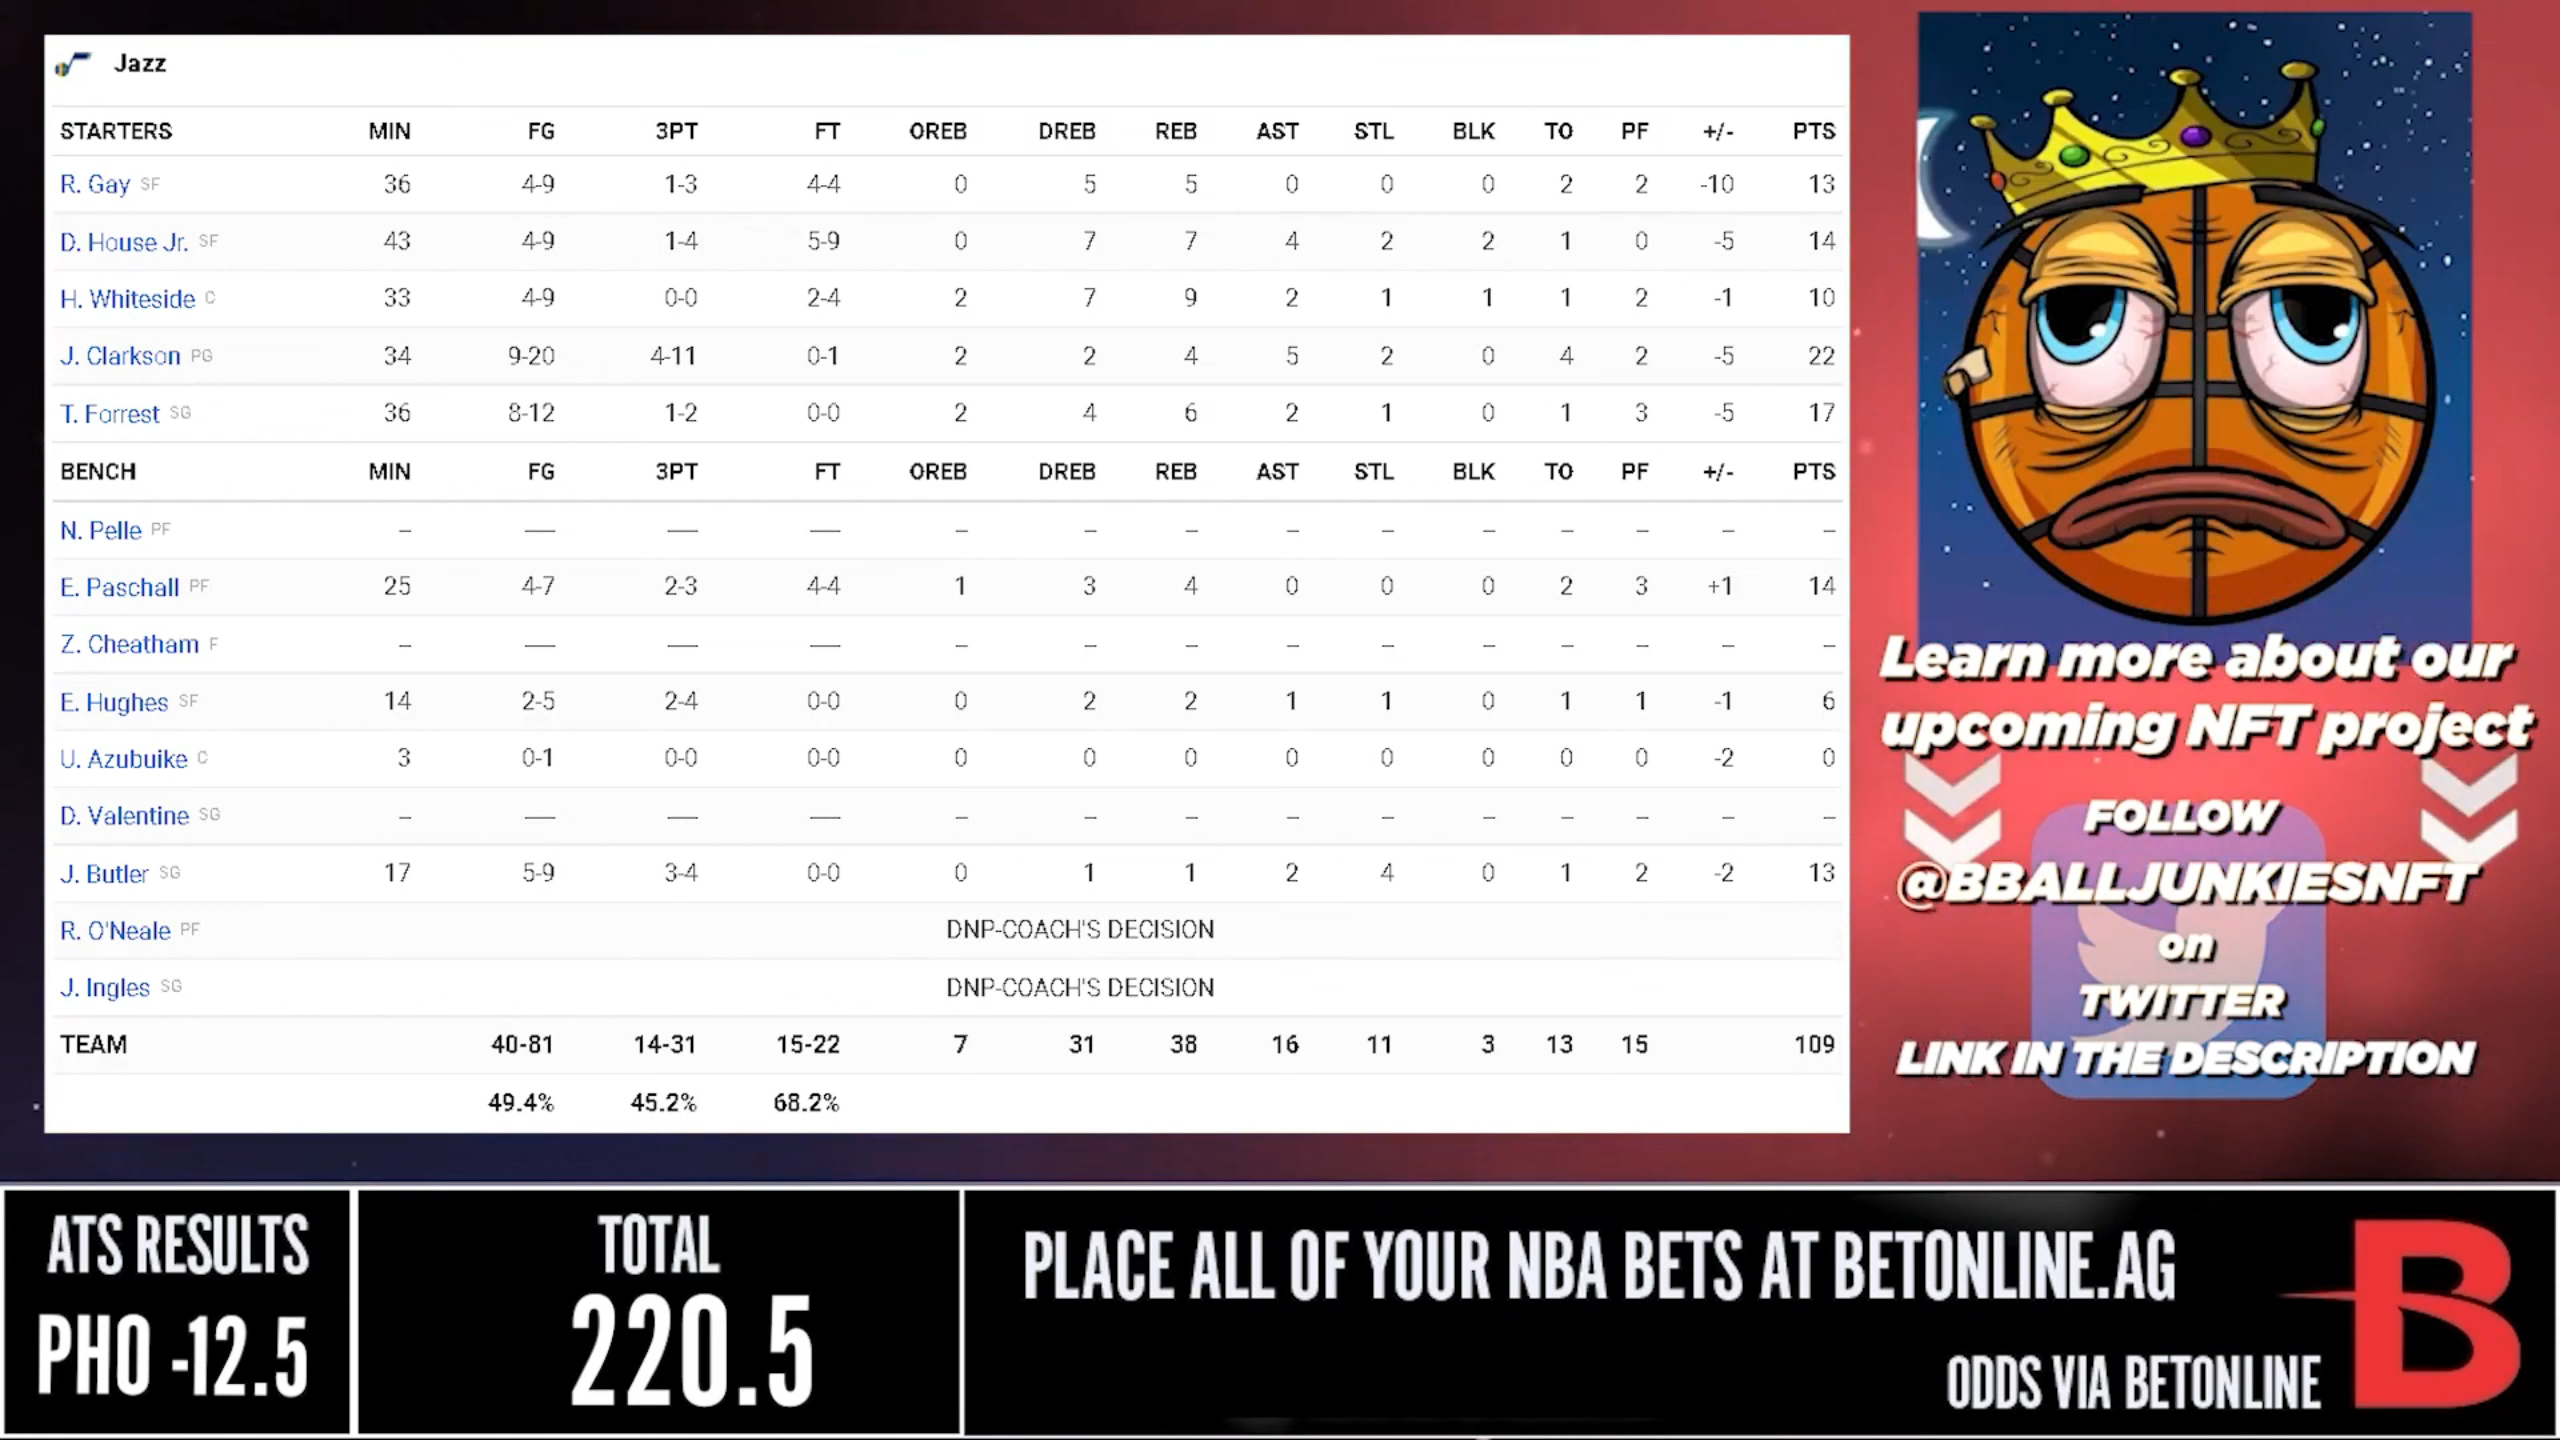 Jazz
STARTERS MIN FG 3PT FT OREB DREB REB AST STL BLK TO PF +/- PTS
R. Gay SF 36 4-9 1-3 4-4 0 5 5 0 0 0 2 2 -10 13
D. House Jr. SF 43 4-9 1-4 5-9 0 7 7 4 2 2 1 0 -5 14
H. Whiteside C 33 4-9 0-0 2-4 2 7 9 2 1 1 1 2 -1 10
J. Clarkson PG 34 9-20 4-11 0-1 2 2 4 5 2 0 4 2 -5 22
T. Forrest SG 36 8-12 1-2 0-0 2 4 6 2 1 0 1 3 -5 17
BENCH MIN FG 3PT FT OREB DREB REB AST STL BLK TO PF +/- PTS
N. Pelle PF – –– –– –– – – – – – – – – – –
E. Paschall PF 25 4-7 2-3 4-4 1 3 4 0 0 0 2 3 +1 14
Z. Cheatham F – –– –– –– – – – – – – – – – –
E. Hughes SF 14 2-5 2-4 0-0 0 2 2 1 1 0 1 1 -1 6
U. Azubuike C 3 0-1 0-0 0-0 0 0 0 0 0 0 0 0 -2 0
D. Valentine SG – –– –– –– – – – – – – – – – –
J. Butler SG 17 5-9 3-4 0-0 0 1 1 2 4 0 1 2 -2 13
R. O'Neale PF DNP-COACH'S DECISION
J. Ingles SG DNP-COACH'S DECISION
TEAM 40-81 14-31 15-22 7 31 38 16 11 3 13 15 109
49.4% 45.2% 68.2%
Learn more about our
upcoming NFT project
FOLLOW
@BBALLJUNKIESNFT
on
TWITTER
LINK IN THE DESCRIPTION
ATS RESULTS
PHO -12.5
TOTAL
220.5
PLACE ALL OF YOUR NBA BETS AT BETONLINE.AG
ODDS VIA BETONLINE
B